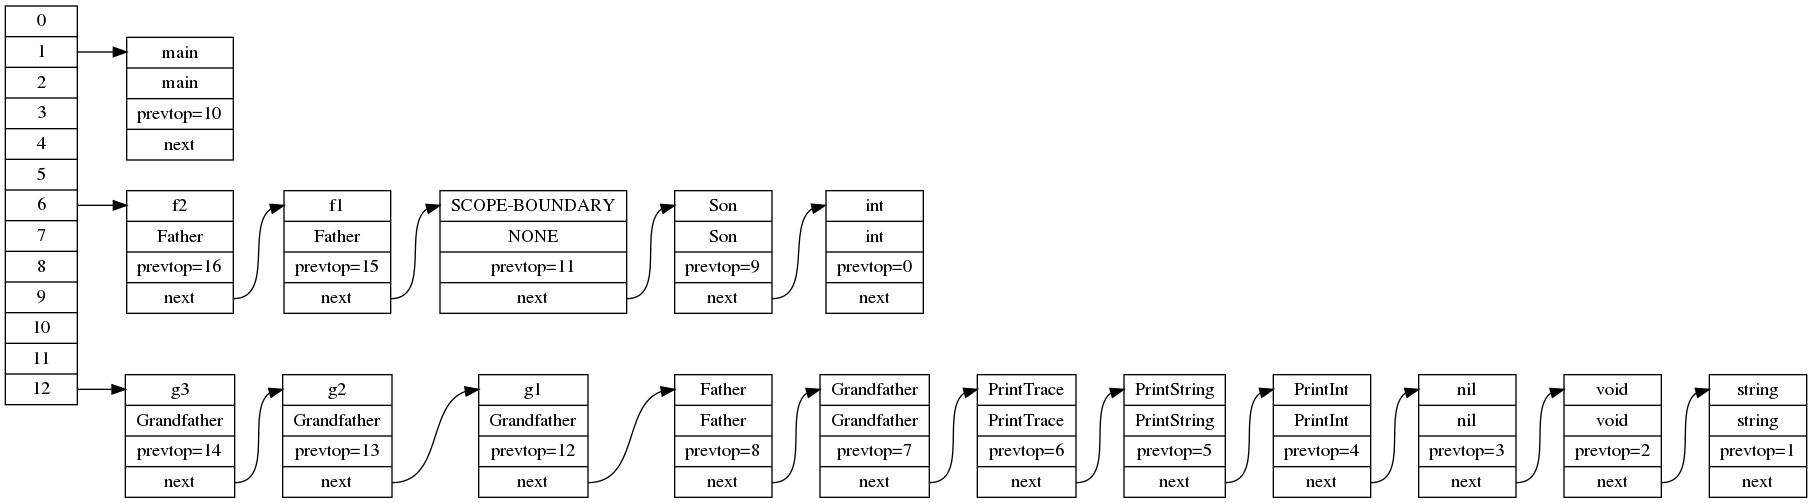 0
1
2
3
4
5
6
7
8
9
10
11
12
main
main
prevtop=10
next
f2
Father
prevtop=16
next
f1
Father
prevtop=15
next
SCOPE-BOUNDARY
NONE
prevtop=11
next
Son
Son
prevtop=9
next
int
int
prevtop=0
next
g3
Grandfather
prevtop=14
next
g2
Grandfather
prevtop=13
next
g1
Grandfather
prevtop=12
next
Father
Father
prevtop=8
next
Grandfather
Grandfather
prevtop=7
next
PrintTrace
PrintTrace
prevtop=6
next
PrintString
PrintString
prevtop=5
next
PrintInt
PrintInt
prevtop=4
next
nil
nil
prevtop=3
next
void
void
prevtop=2
next
string
string
prevtop=1
next